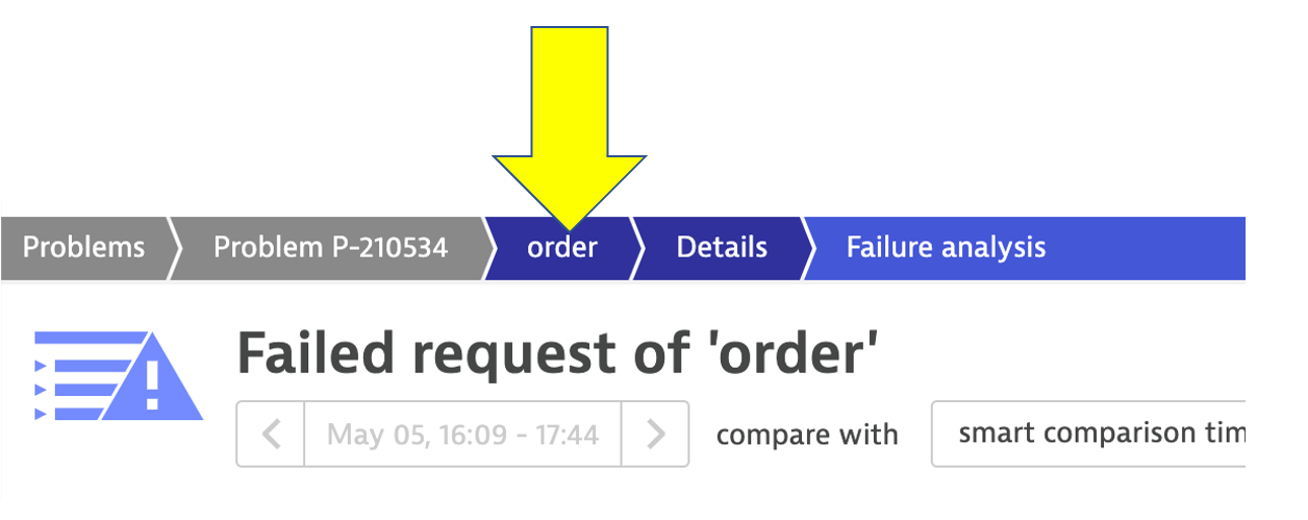 Problems Problem P-210534 order Details Failure analysis
Failed request of 'order'
May 05, 16:09 - 17:44 compare with smart comparison tim